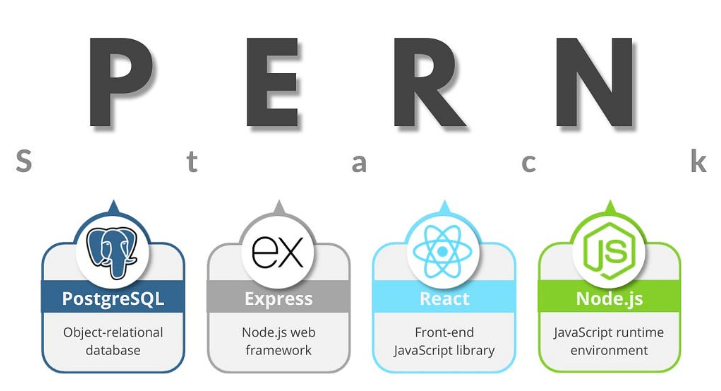 P E R N
S t a c k
ex
JS
PostgreSQL
Express
React
Node.js
Object-relational
database
Node.js web
framework
Front-end
JavaScript library
JavaScript runtime
environment